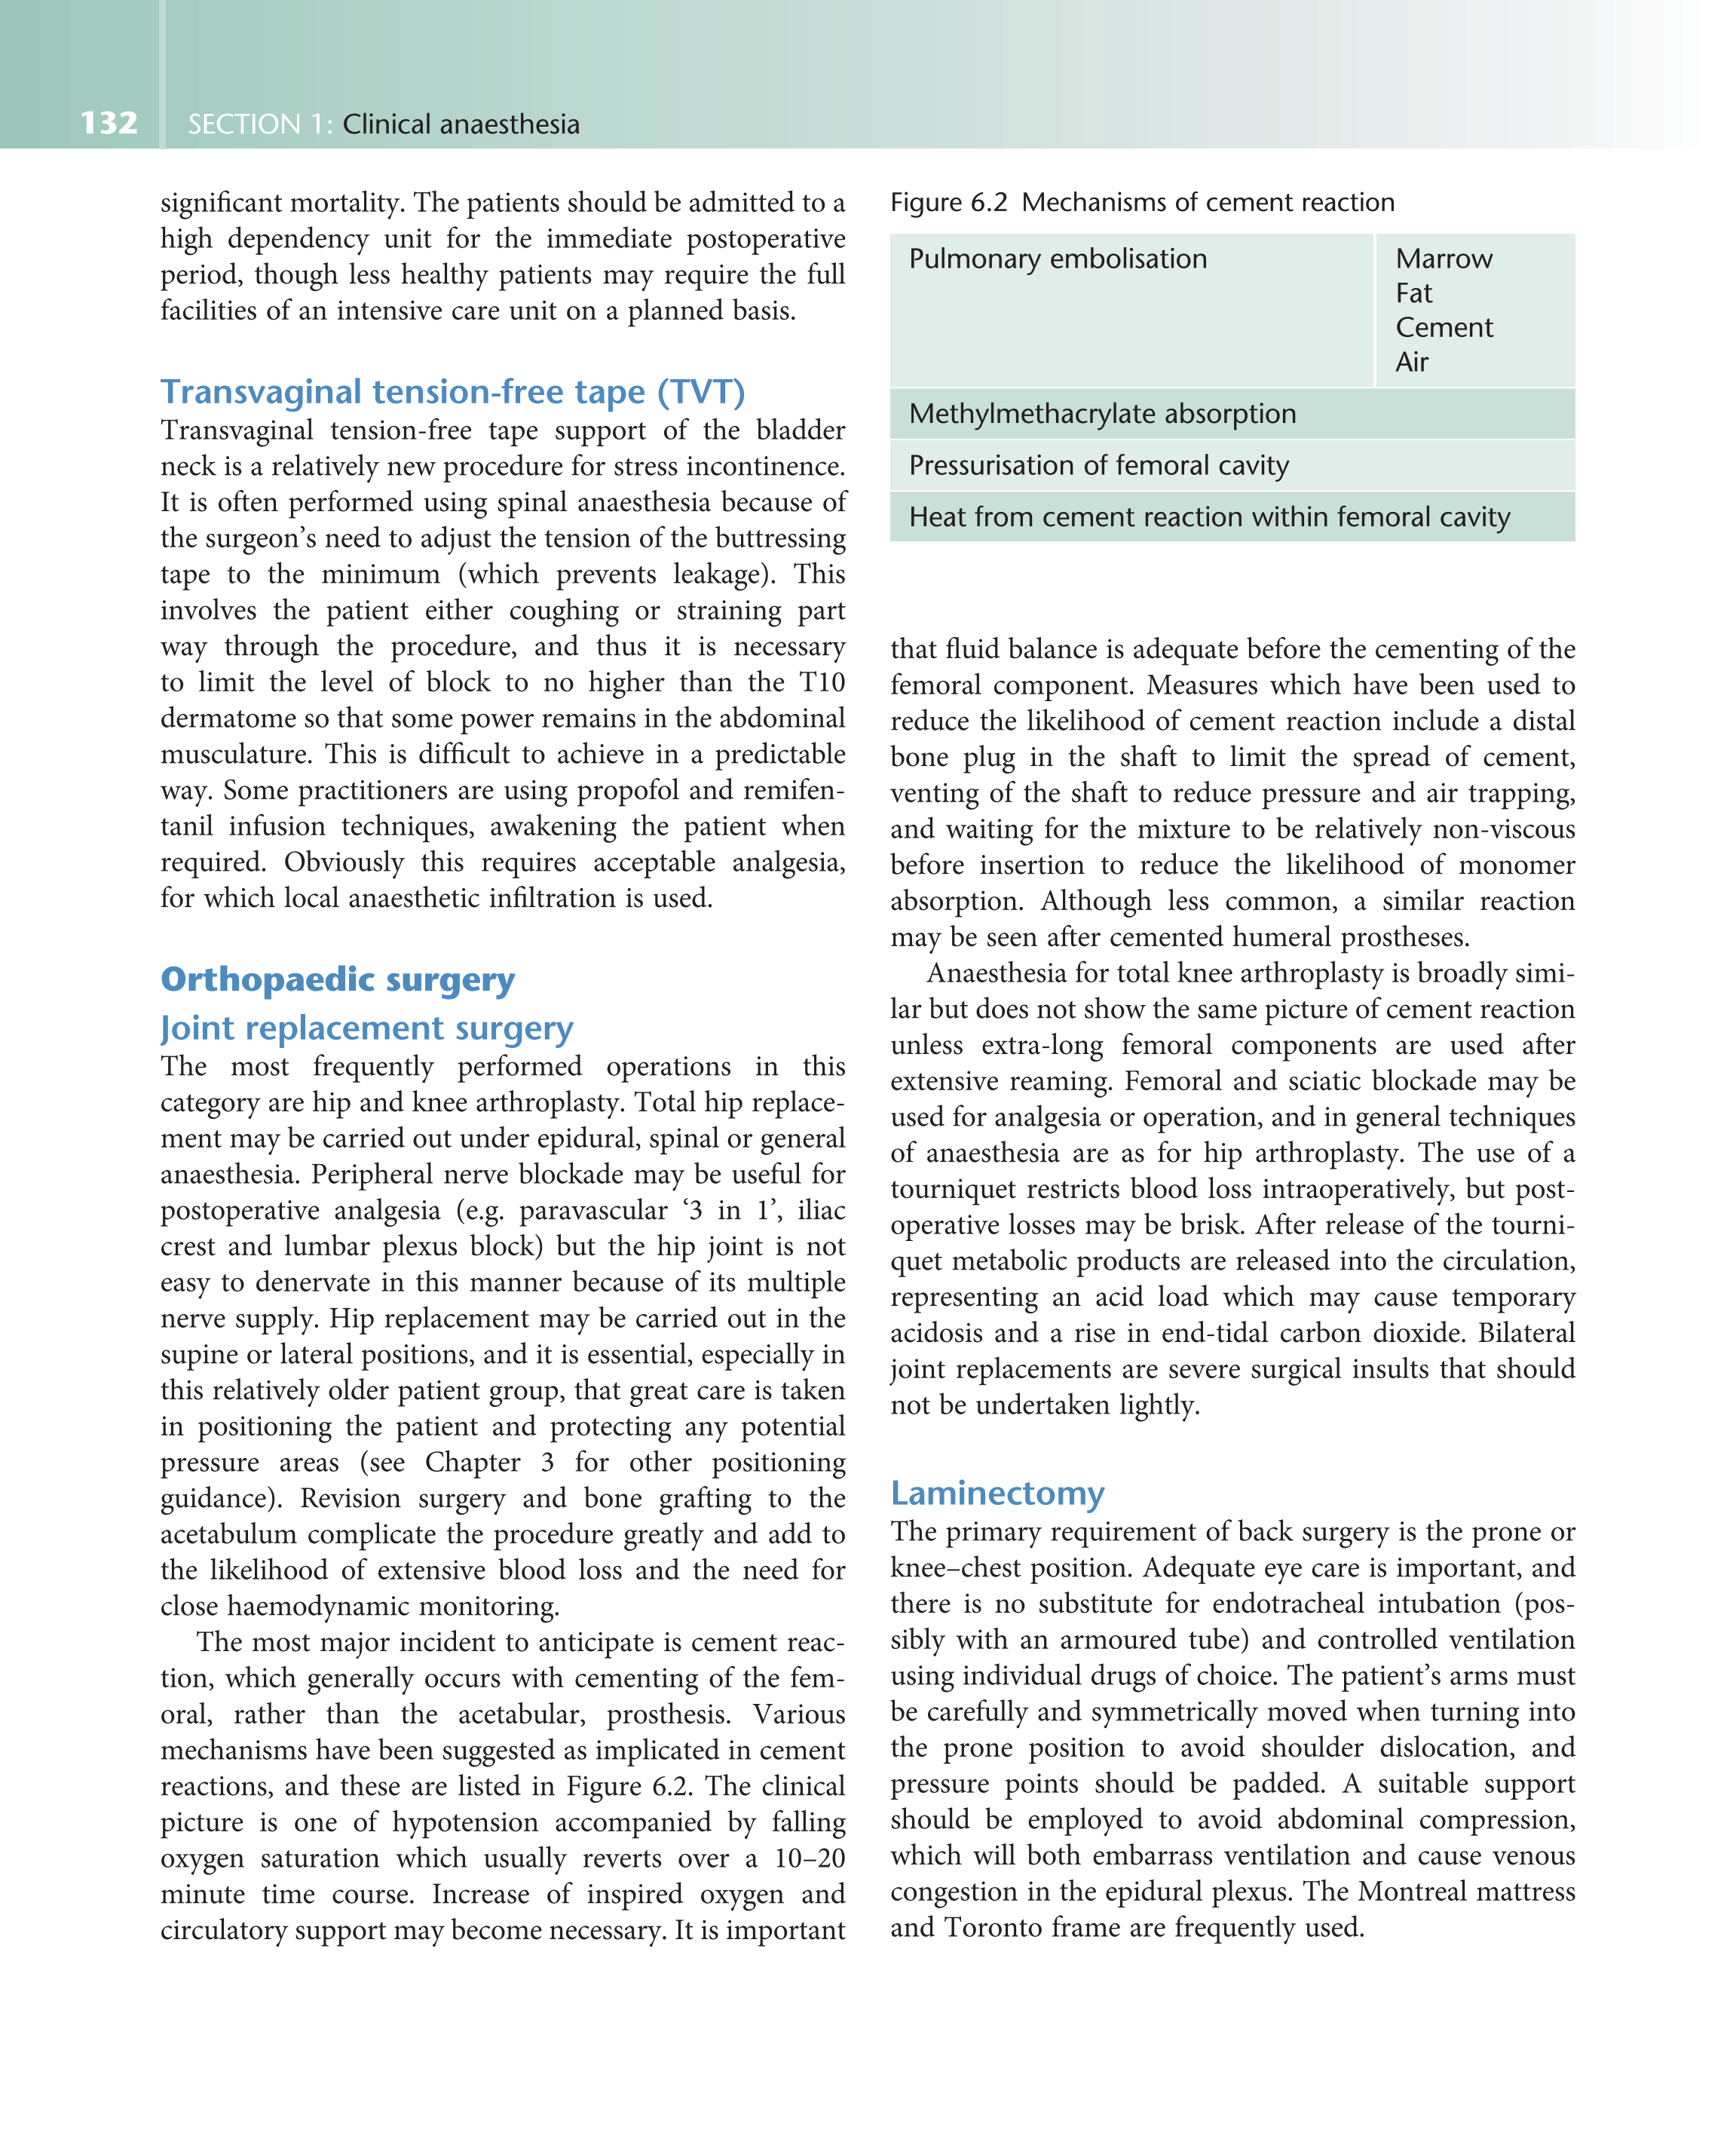 132 SECTION 1: Clinical anaesthesia
significant mortality. The patients should be admitted to a
high dependency unit for the immediate postoperative
period, though less healthy patients may require the full
facilities of an intensive care unit on a planned basis.
Transvaginal tension-free tape (TVT)
Transvaginal tension-free tape support of the bladder
neck is a relatively new procedure for stress incontinence.
It is often performed using spinal anaesthesia because of
the surgeon’s need to adjust the tension of the buttressing
tape to the minimum (which prevents leakage). This
involves the patient either coughing or straining part
way through the procedure, and thus it is necessary
to limit the level of block to no higher than the T10
dermatome so that some power remains in the abdominal
musculature. This is difficult to achieve in a predictable
way. Some practitioners are using propofol and remifen-
tanil infusion techniques, awakening the patient when
required. Obviously this requires acceptable analgesia,
for which local anaesthetic infiltration is used.
Orthopaedic surgery
Joint replacement surgery
The most frequently performed operations in this
category are hip and knee arthroplasty. Total hip replace-
ment may be carried out under epidural, spinal or general
anaesthesia. Peripheral nerve blockade may be useful for
postoperative analgesia (e.g. paravascular ‘3 in 1’, iliac
crest and lumbar plexus block) but the hip joint is not
easy to denervate in this manner because of its multiple
nerve supply. Hip replacement may be carried out in the
supine or lateral positions, and it is essential, especially in
this relatively older patient group, that great care is taken
in positioning the patient and protecting any potential
pressure areas (see Chapter 3 for other positioning
guidance). Revision surgery and bone grafting to the
acetabulum complicate the procedure greatly and add to
the likelihood of extensive blood loss and the need for
close haemodynamic monitoring.
The most major incident to anticipate is cement reac-
tion, which generally occurs with cementing of the fem-
oral, rather than the acetabular, prosthesis. Various
mechanisms have been suggested as implicated in cement
reactions, and these are listed in Figure 6.2. The clinical
picture is one of hypotension accompanied by falling
oxygen saturation which usually reverts over a 10–20
minute time course. Increase of inspired oxygen and
circulatory support may become necessary. It is important
Figure 6.2 Mechanisms of cement reaction
Pulmonary embolisation Marrow
Fat
Cement
Air
Methylmethacrylate absorption
Pressurisation of femoral cavity
Heat from cement reaction within femoral cavity
that fluid balance is adequate before the cementing of the
femoral component. Measures which have been used to
reduce the likelihood of cement reaction include a distal
bone plug in the shaft to limit the spread of cement,
venting of the shaft to reduce pressure and air trapping,
and waiting for the mixture to be relatively non-viscous
before insertion to reduce the likelihood of monomer
absorption. Although less common, a similar reaction
may be seen after cemented humeral prostheses.
Anaesthesia for total knee arthroplasty is broadly simi-
lar but does not show the same picture of cement reaction
unless extra-long femoral components are used after
extensive reaming. Femoral and sciatic blockade may be
used for analgesia or operation, and in general techniques
of anaesthesia are as for hip arthroplasty. The use of a
tourniquet restricts blood loss intraoperatively, but post-
operative losses may be brisk. After release of the tourni-
quet metabolic products are released into the circulation,
representing an acid load which may cause temporary
acidosis and a rise in end-tidal carbon dioxide. Bilateral
joint replacements are severe surgical insults that should
not be undertaken lightly.
Laminectomy
The primary requirement of back surgery is the prone or
knee–chest position. Adequate eye care is important, and
there is no substitute for endotracheal intubation (pos-
sibly with an armoured tube) and controlled ventilation
using individual drugs of choice. The patient’s arms must
be carefully and symmetrically moved when turning into
the prone position to avoid shoulder dislocation, and
pressure points should be padded. A suitable support
should be employed to avoid abdominal compression,
which will both embarrass ventilation and cause venous
congestion in the epidural plexus. The Montreal mattress
and Toronto frame are frequently used.